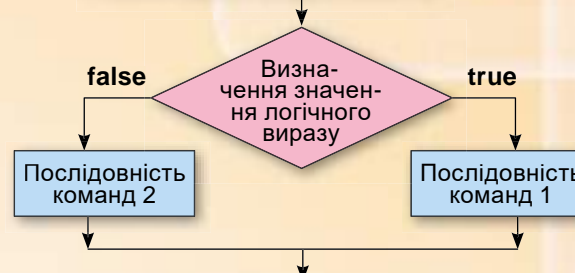 false
Визна-
чення значен-
ня логічного
виразу
true
Послідовність
команд 2
Послідовність
команд 1